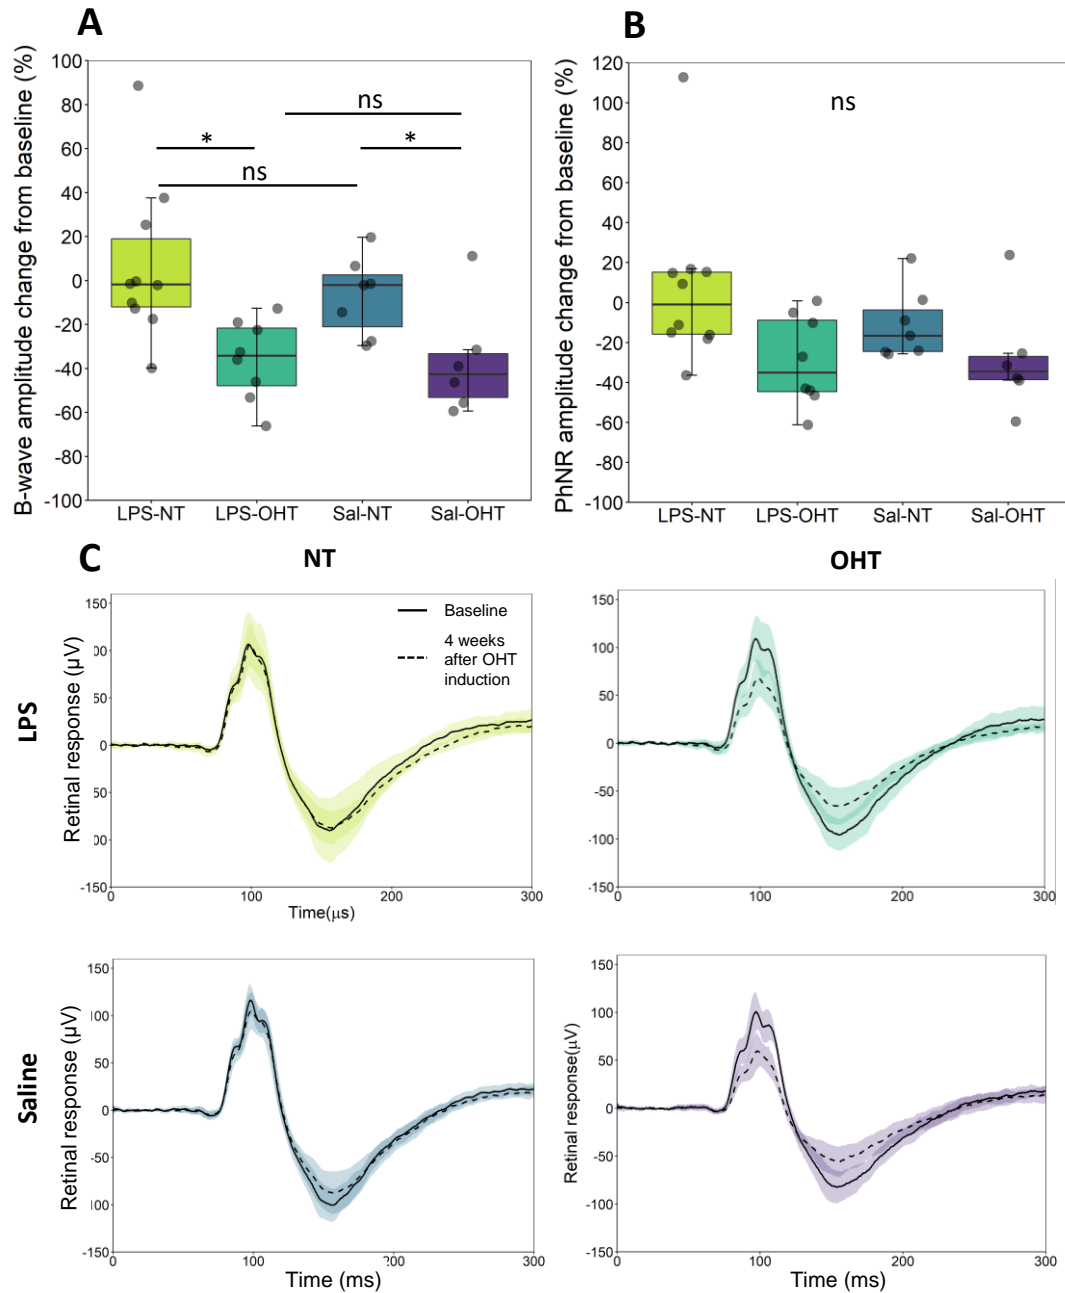 A
B-wave amplitude change from baseline (%)
100
80
60
40
20
0
-20
-40
-60
-80
-100
ns
*
*
ns
LPS-NT LPS-OHT Sal-NT Sal-OHT
B
PhNR amplitude change from baseline (%)
120
100
80
60
40
20
0
-20
-40
-60
-80
-100
ns
LPS-NT LPS-OHT Sal-NT Sal-OHT
C
NT
OHT
LPS
Retinal response (µV)
150
100
50
0
-50
00
-150
0 100 200 300
Time(µs)
Baseline
4 weeks
after OHT
induction
150
100
50
0
-50
-100
-150
0 100 200 300
Saline
Retinal response (µV)
150
100
50
0
-50
-100
-150
0 100 200 300
Time (ms)
Retinal response(µV)
150
100
50
0
-50
-100
-150
0 100 200 300
Time (ms)